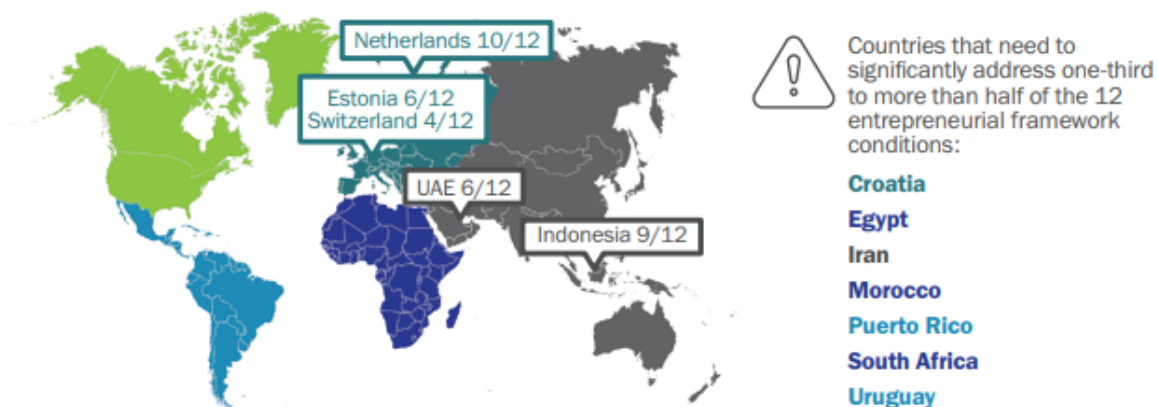 Netherlands 10/12
Estonia 6/12
Switzerland 4/12
UAE 6/12
Indonesia 9/12
Countries that need to
significantly address one-third
to more than half of the 12
entrepreneurial framework
conditions:
Croatia
Egypt
Iran
Morocco
Puerto Rico
South Africa
Uruguay